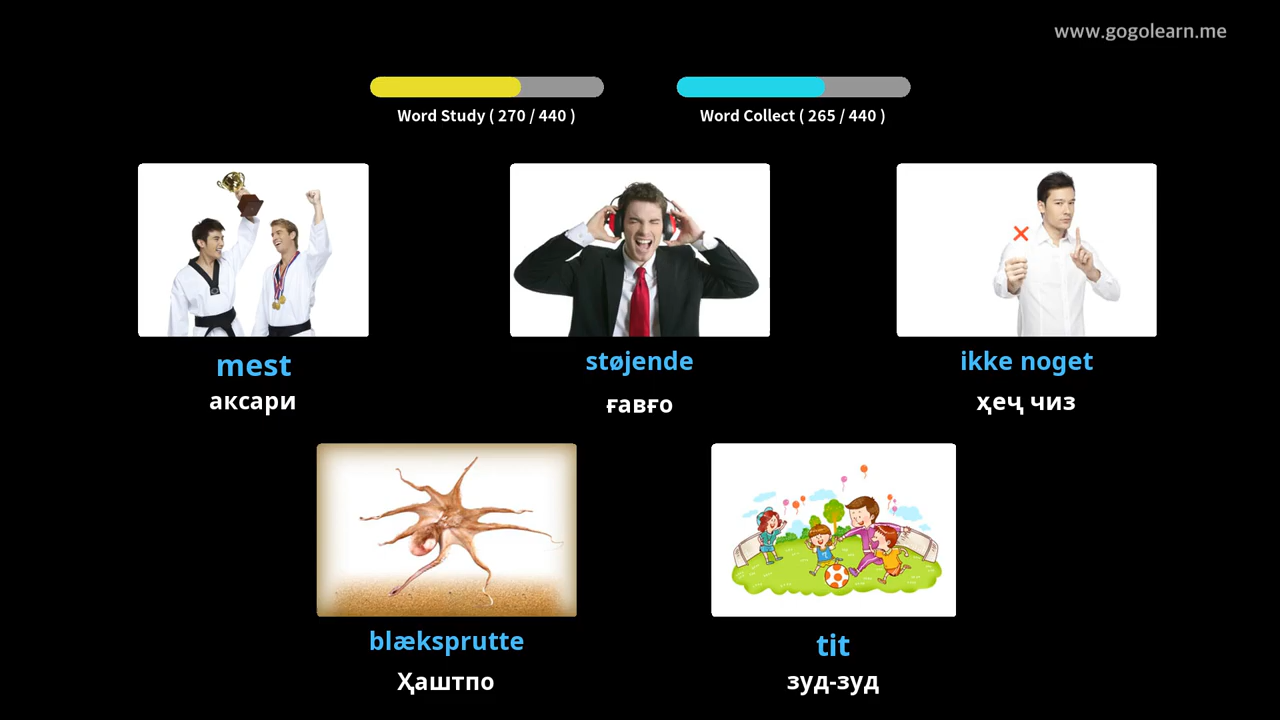 www.gogolearn.me
Word Study ( 270 / 440 )
Word Collect ( 265 / 440 )
mest
аксари
støjende
ғавғо
ikke noget
ҳеҷ чиз
blæksprutte
Ҳаштпо
tit
зуд-зуд